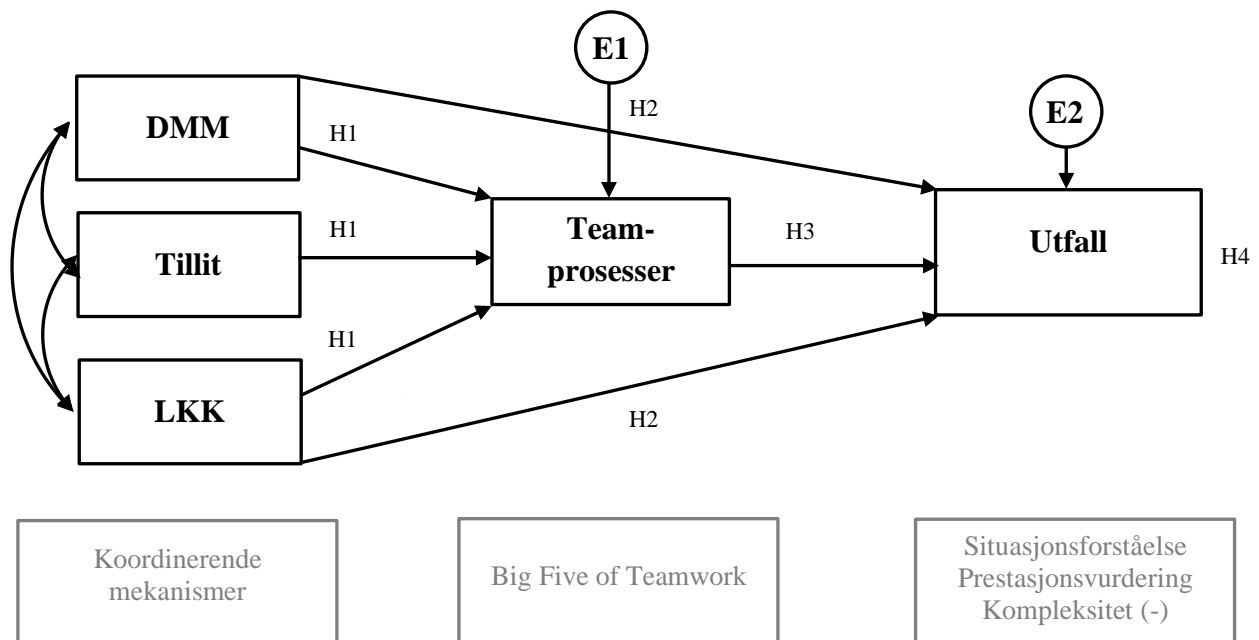 E1
H2
E2
DMM
H1
Team-
prosesser
H1
Tillit
H3
Utfall
H4
H1
LKK
H2
Koordinerende
mekanismer
Big Five of Teamwork
Situasjonsforståelse
Prestasjonsvurdering
Kompleksitet (-)